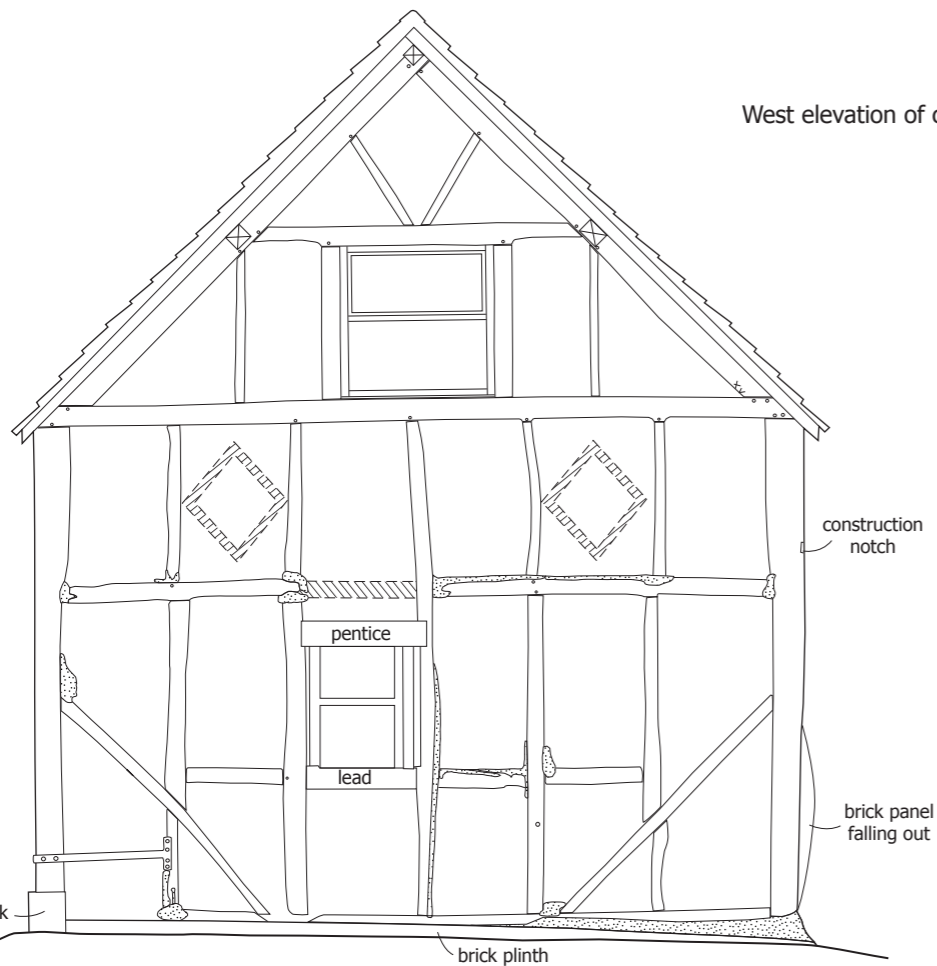 West elevation of
construction
notch
pentice
lead
brick panel
falling out
brick plinth